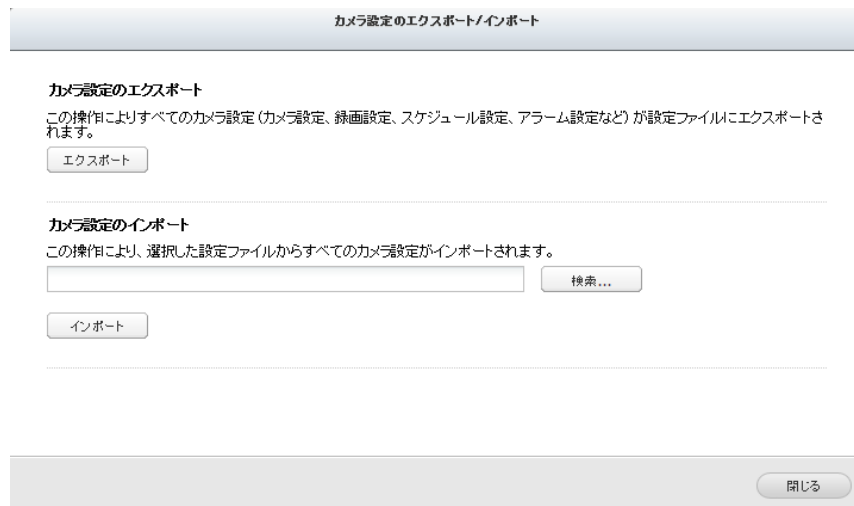 カメラ設定のエクスポート/インポート
カメラ設定のエクスポート
この操作によりすべてのカメラ設定(カメラ設定、録画設定、スケジュール設定、アラーム設定など)が設定ファイルにエクスポートさ
れます。
エクスポート
カメラ設定のインポート
この操作により、選択した設定ファイルからすべてのカメラ設定がインポートされます。
検索...
インポート
閉じる